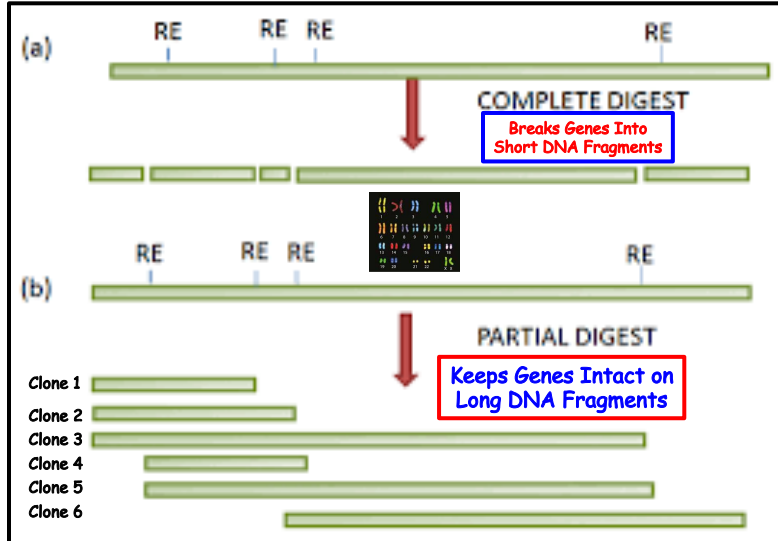 (a)
RE RE RE RE
COMPLETE DIGEST
Breaks Genes Into
Short DNA Fragments
RE RE RE RE
(b)
PARTIAL DIGEST
Keeps Genes Intact on
Long DNA Fragments
Clone 1
Clone 2
Clone 3
Clone 4
Clone 5
Clone 6